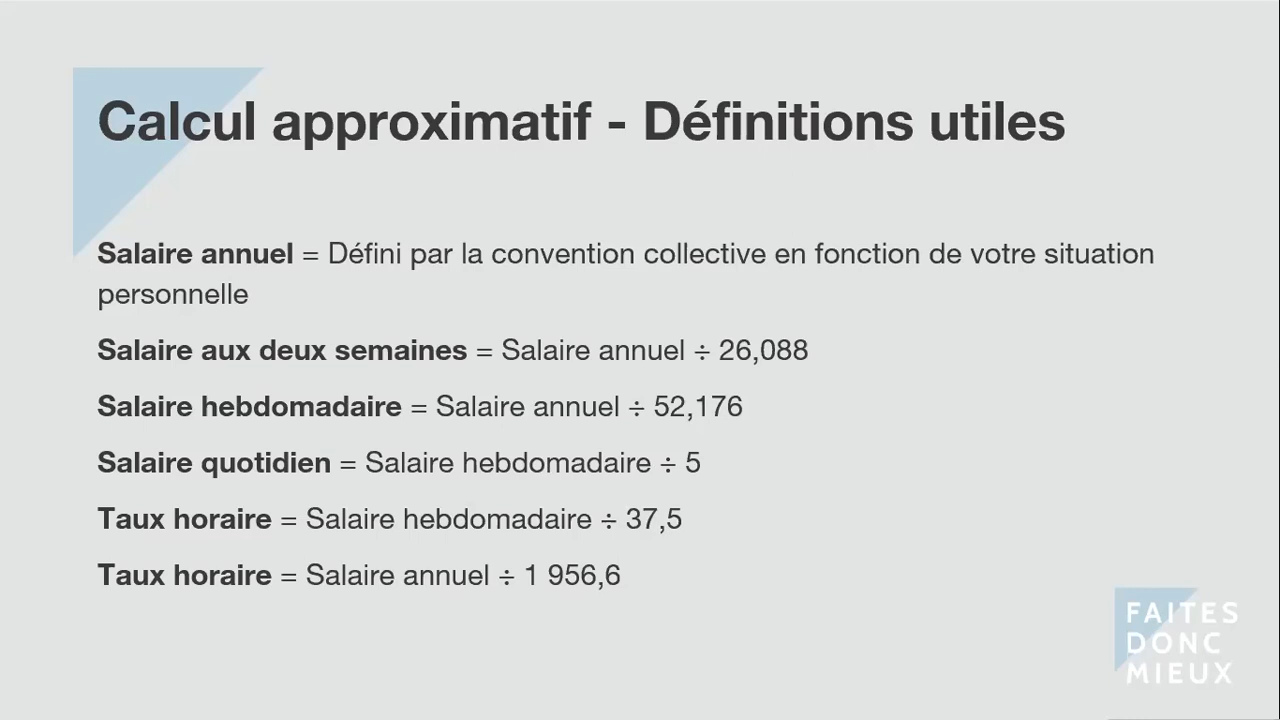 Calcul approximatif - Définitions utiles
Salaire annuel = Défini par la convention collective en fonction de votre situation
personnelle
Salaire aux deux semaines = Salaire annuel ÷ 26,088
Salaire hebdomadaire = Salaire annuel ÷ 52,176
Salaire quotidien = Salaire hebdomadaire ÷ 5
Taux horaire = Salaire hebdomadaire ÷ 37,5
Taux horaire = Salaire annuel ÷ 1 956,6
FAITES
DONC
MIEUX